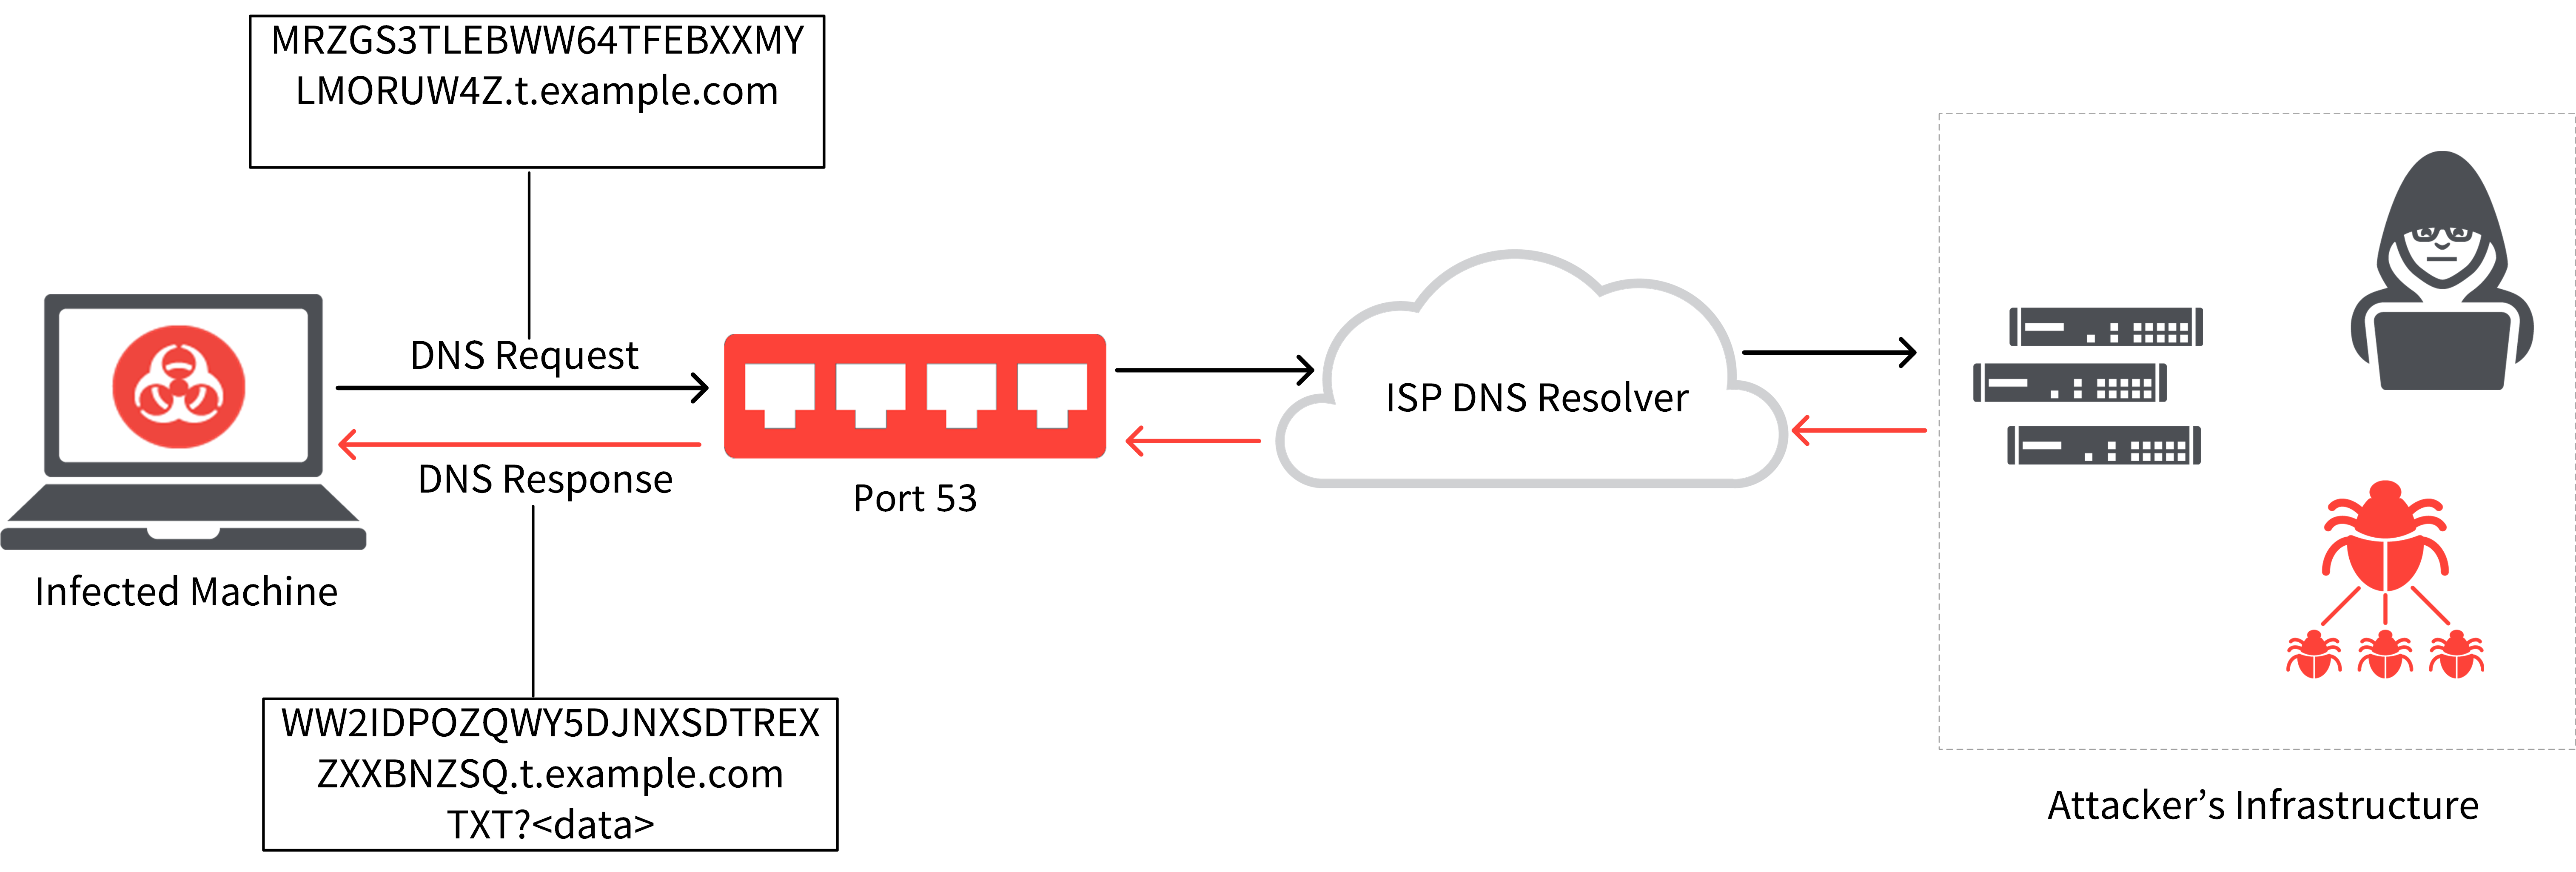 MRZGS3TLEBWW64TFEBXXMY
LMORUW4Z.t.example.com
DNS Request
DNS Response
Port 53
ISP DNS Resolver
Infected Machine
WW2IDPOZQWY5DJNXSDTREX
ZXXBNZSQ.t.example.com
TXT?<data>
Attacker’s Infrastructure